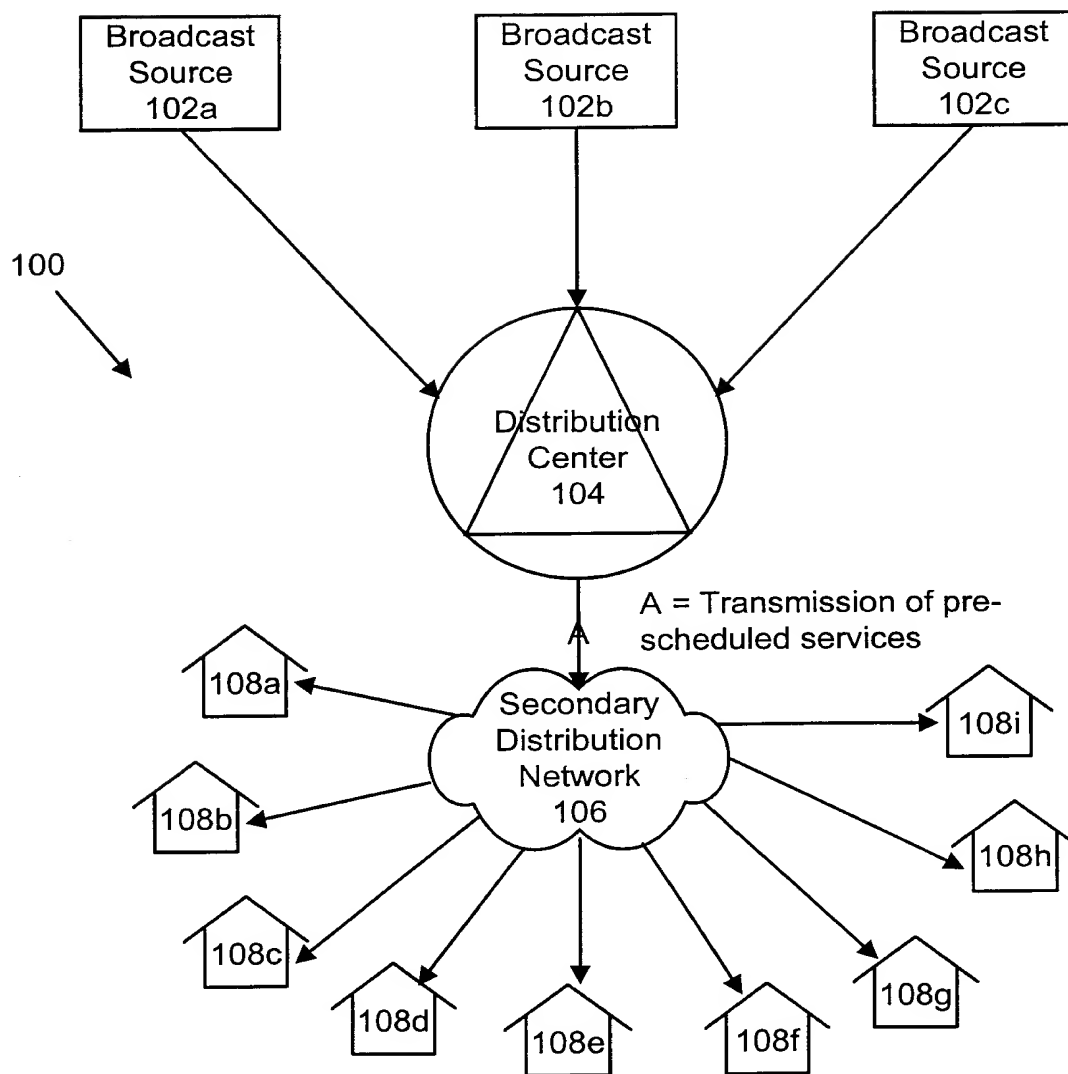 Broadcast
Source
102a
Broadcast
Source
102b
Broadcast
Source
102c
100
Distribution
Center
104
A
A = Transmission of pre-
scheduled services
Secondary
Distribution
Network
106
108a
108b
108c
108d
108e
108f
108g
108h
108i